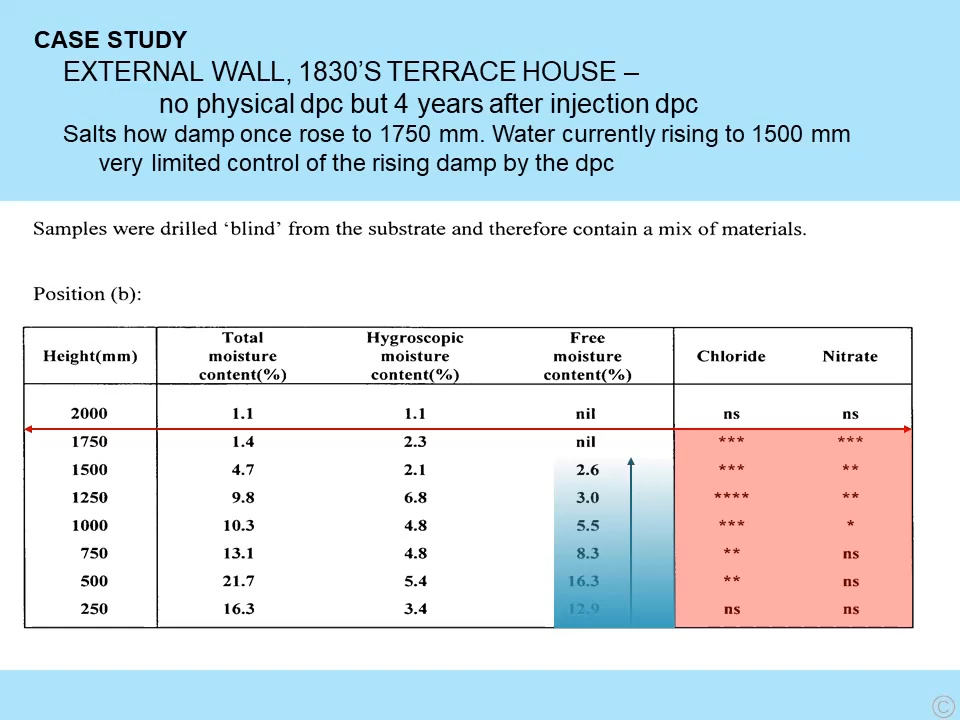 CASE STUDY
EXTERNAL WALL, 1830’S TERRACE HOUSE –
no physical dpc but 4 years after injection dpc
Salts how damp once rose to 1750 mm. Water currently rising to 1500 mm
very limited control of the rising damp by the dpc
Samples were drilled ‘blind’ from the substrate and therefore contain a mix of materials.
Position (b):
Height(mm) Total moisture content(%) Hygroscopic moisture content(%) Free moisture content(%) Chloride Nitrate
2000 1.1 1.1 nil ns ns
1750 1.4 2.3 nil *** ***
1500 4.7 2.1 2.6 *** **
1250 9.8 6.8 3.0 **** **
1000 10.3 4.8 5.5 *** *
750 13.1 4.8 8.3 ** ns
500 21.7 5.4 16.3 ** ns
250 16.3 3.4 12.9 ns ns
©